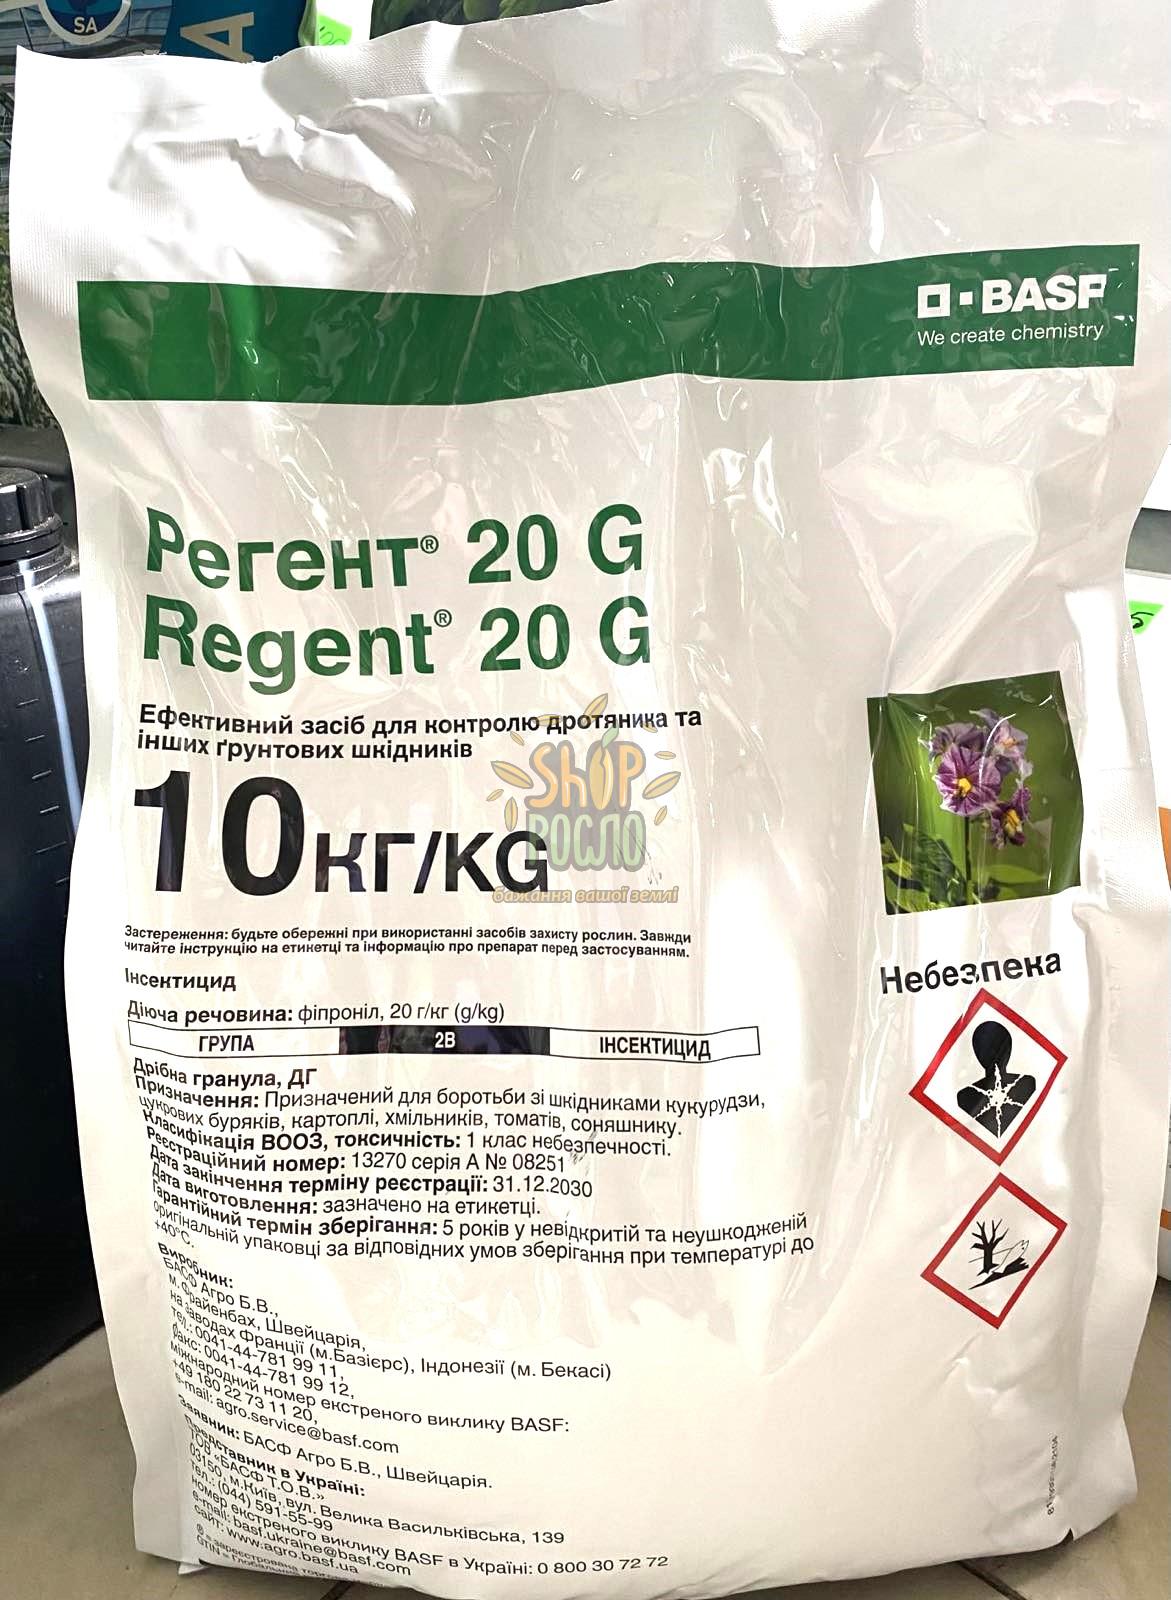 SA
A
BASF
We create chemistry
Регент® 20 G
Regent® 20 G
Ефективний засіб для контролю дротяника та
інших ґрунтових шкідників
SHOP
РОСЛО
бажання вашої землі
10КГ/KG
Застереження: будьте обережні при використанні засобів захисту рослин. Завжди
читайте інструкцію на етикетці та інформацію про препарат перед застосуванням.
Небезпека
Інсектицид
Діюча речовина: фіпроніл, 20 г/кг (g/kg)
ГРУПА 2B ІНСЕКТИЦИД
Дрібна гранула, ДГ
Призначення: Призначений для боротьби зі шкідниками кукурудзи,
цукрових буряків, картоплі, хмільників, томатів, соняшнику.
Класифікація ВООЗ, токсичність: 1 клас небезпечності.
Реєстраційний номер: 13270 серія А № 08251
Дата закінчення терміну реєстрації: 31.12.2030
Дата виготовлення: зазначено на етикетці.
Гарантійний термін зберігання: 5 років у невідкритій та неушкодженій
оригінальній упаковці за відповідних умов зберігання при температурі до
+40°C.
Виробник:
БАСФ Агро Б.В.,
м. Фрайенбах, Швейцарія,
на заводах Франції (м.Базієрс), Індонезії (м. Бекасі)
тел.: 0041-44-781 99 11,
факс: 0041-44-781 99 12,
міжнародний номер екстреного виклику BASF:
+49 180 22 73 11 20,
e-mail: agro.service@basf.com
Заявник: БАСФ Агро Б.В., Швейцарія.
Представник в Україні:
ТОВ «БАСФ Т.О.В.»
03150, м.Київ, вул. Велика Васильківська, 139
тел.: (044) 591-55-99
номер екстреного виклику BASF в Україні: 0 800 30 72 72
e-mail: basf.ukraine@basf.com
сайт: www.agro.basf.ua
® = зареєстрована
GTIN = Глобальний